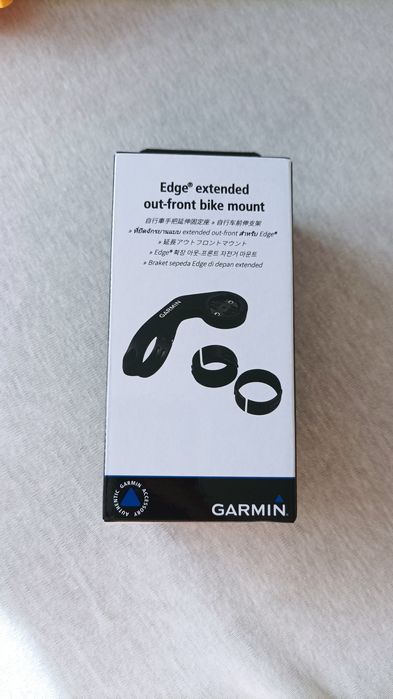 Edge® extended
out-front bike mount
自行車手把延伸固定座 » 自行车前伸支架
» ที่ยึดจักรยานแบบ extended out-front สำหรับ Edge®
» 延長アウトフロントマウント
» Edge® 확장 아웃-프론트 자전거 마운트
» Braket sepeda Edge di depan extended
GARMIN
AUTHENTIC GARMIN ACCESSORY
GARMIN.